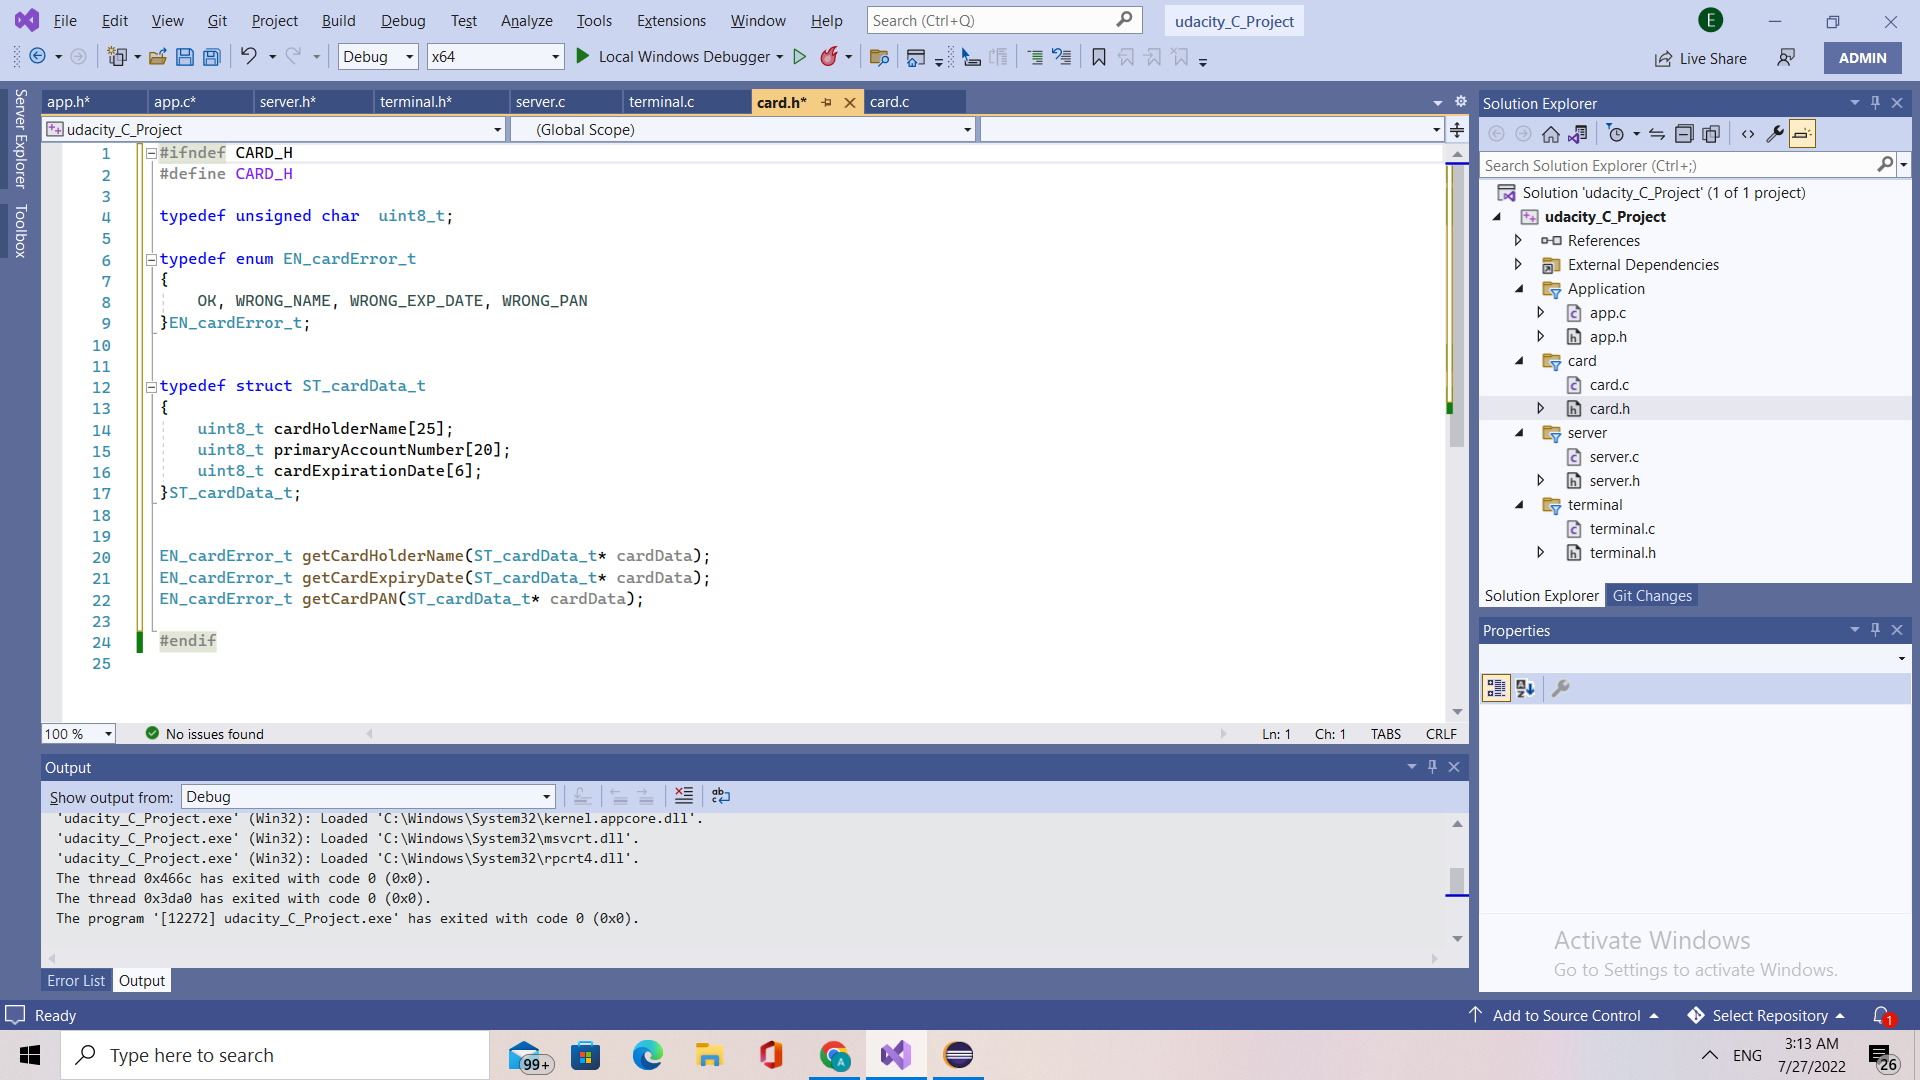 File Edit View Git Project Build Debug Test Analyze Tools Extensions Window Help Search (Ctrl+Q) udacity_C_Project E
Debug x64 Local Windows Debugger Live Share ADMIN
Server Explorer
Toolbox
app.h* app.c* server.h* terminal.h* server.c terminal.c card.h* card.c
udacity_C_Project (Global Scope)
1 #ifndef CARD_H
2 #define CARD_H
3
4 typedef unsigned char  uint8_t;
5
6 typedef enum EN_cardError_t
7 {
8 OK, WRONG_NAME, WRONG_EXP_DATE, WRONG_PAN
9 }EN_cardError_t;
10
11
12 typedef struct ST_cardData_t
13 {
14 uint8_t cardHolderName[25];
15 uint8_t primaryAccountNumber[20];
16 uint8_t cardExpirationDate[6];
17 }ST_cardData_t;
18
19
20 EN_cardError_t getCardHolderName(ST_cardData_t* cardData);
21 EN_cardError_t getCardExpiryDate(ST_cardData_t* cardData);
22 EN_cardError_t getCardPAN(ST_cardData_t* cardData);
23
24 #endif
25
100 % No issues found Ln: 1 Ch: 1 TABS CRLF
Output
Show output from: Debug
'udacity_C_Project.exe' (Win32): Loaded 'C:\Windows\System32\kernel.appcore.dll'.
'udacity_C_Project.exe' (Win32): Loaded 'C:\Windows\System32\msvcrt.dll'.
'udacity_C_Project.exe' (Win32): Loaded 'C:\Windows\System32\rpcrt4.dll'.
The thread 0x466c has exited with code 0 (0x0).
The thread 0x3da0 has exited with code 0 (0x0).
The program '[12272] udacity_C_Project.exe' has exited with code 0 (0x0).
Error List Output
Solution Explorer
Search Solution Explorer (Ctrl+;)
Solution 'udacity_C_Project' (1 of 1 project)
udacity_C_Project
References
External Dependencies
Application
app.c
app.h
card
card.c
card.h
server
server.c
server.h
terminal
terminal.c
terminal.h
Solution Explorer Git Changes
Properties
Activate Windows
Go to Settings to activate Windows.
Ready Add to Source Control Select Repository 1
Type here to search 99+ A ENG 3:13 AM
7/27/2022 26